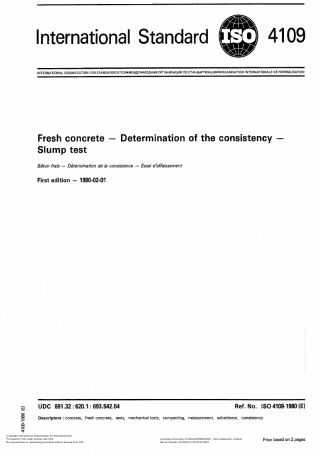 International Standard ISO 4109
INTERNATIONAL ORGANIZATION FOR STANDARDIZATION•МЕЖДУНАРОДНАЯ ОРГАНИЗАЦИЯ ПО СТАНДАРТИЗАЦИИ•ORGANISATION INTERNATIONALE DE NORMALISATION
Fresh concrete — Determination of the consistency —
Slump test
Béton frais — Détermination de la consistance — Essai d'affaissement
First edition — 1980-02-01
UDC 691.32 : 620.1 : 693.542.54
Ref. No. ISO 4109-1980 (E)
Descriptors : concrete, fresh concrete, tests, mechanical tests, compacting, measurement, subsidence, consistency.
4109-1980 (E)
Price based on 2 pages